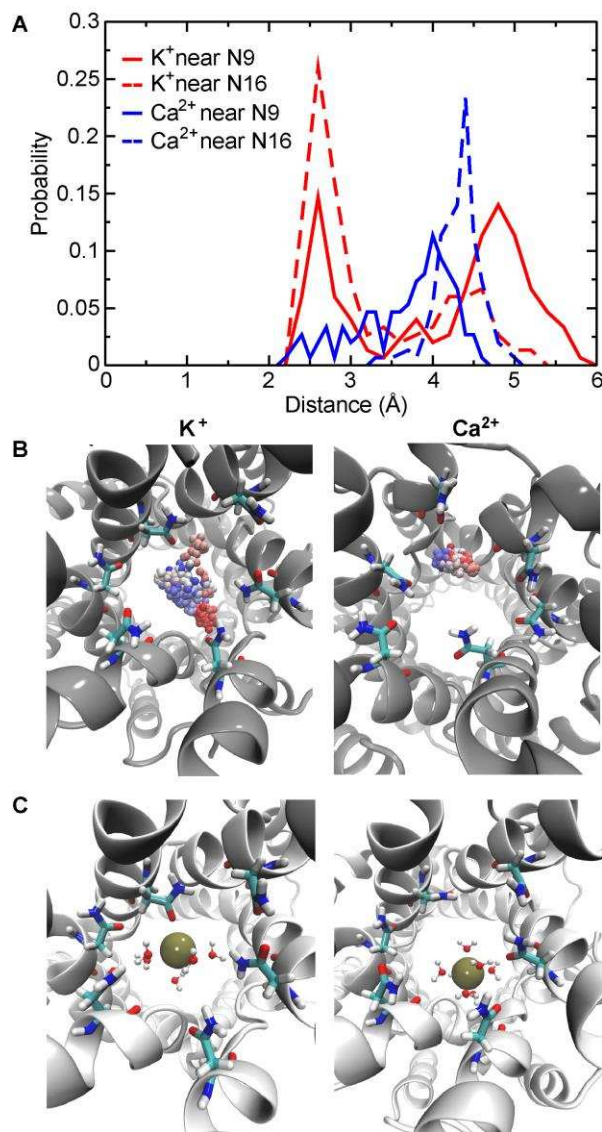 A
0.3
0.25
0.2
0.15
0.1
0.05
0
Probability
K⁺ near N9
K⁺ near N16
Ca²⁺ near N9
Ca²⁺ near N16
0 1 2 3 4 5 6
Distance (Å)
K⁺ Ca²⁺
B
C